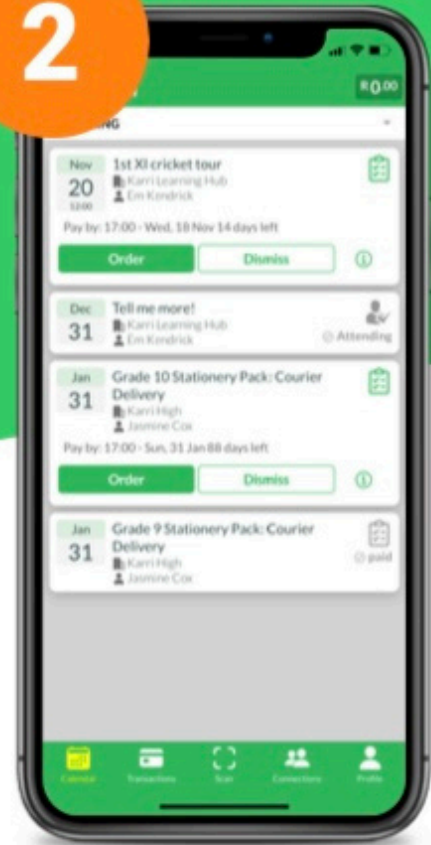 2
R0.00
NG
Nov
20
12:00
1st XI cricket tour
Karri Learning Hub
Em Kendrick
Pay by: 17:00 - Wed, 18 Nov 14 days left
Order
Dismiss
Dec
31
Tell me more!
Karri Learning Hub
Em Kendrick
Attending
Jan
31
Grade 10 Stationery Pack: Courier
Delivery
Karri High
Jasmine Cox
Pay by: 17:00 - Sun, 31 Jan 88 days left
Order
Dismiss
Jan
31
Grade 9 Stationery Pack: Courier
Delivery
Karri High
Jasmine Cox
paid
Calendar
Transactions
Scan
Connections
Profile